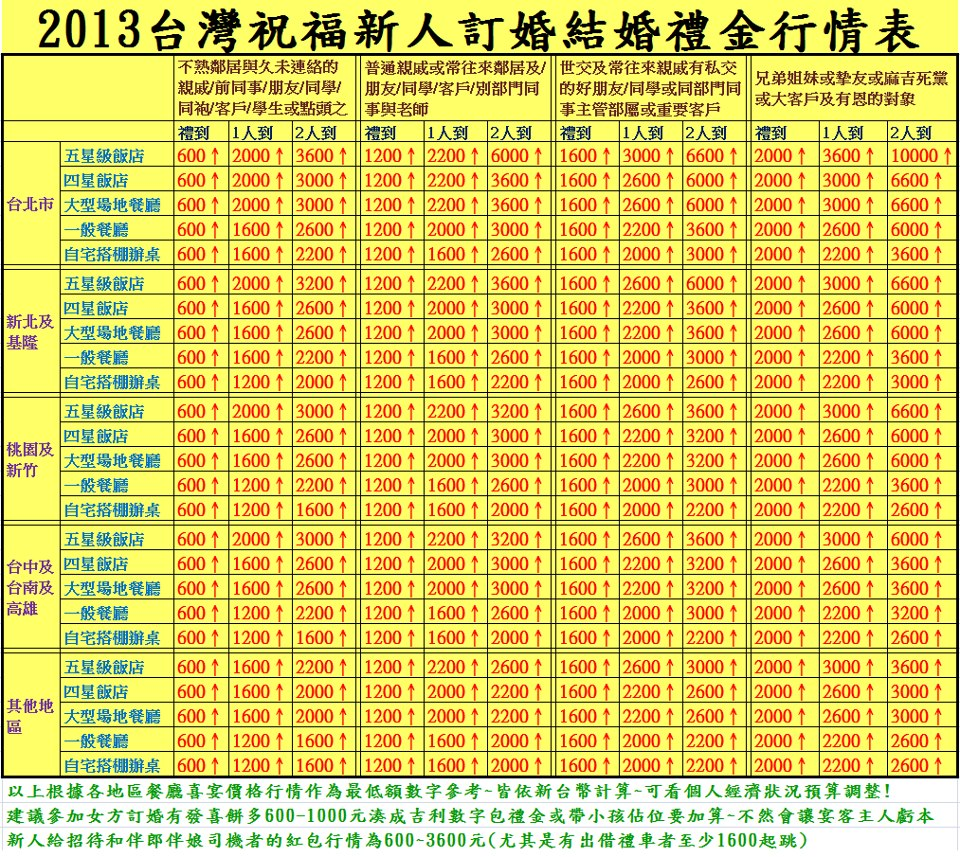 2013台灣祝福新人訂婚結婚禮金行情表
不熟鄰居與久未連絡的 普通親戚或常往來鄰居及/ 世交及常往來親戚有私交 兄弟姐妹或摯友或麻吉死黨
親戚/前同事/朋友/同學/ 朋友/同學/客戶/別部門同 的好朋友/同學或同部門同 或大客戶及有恩的對象
同袍/客戶/學生或點頭之 事與老師 事主管部屬或重要客戶
禮到 1人到 2人到 禮到 1人到 2人到 禮到 1人到 2人到 禮到 1人到 2人到
台北市
五星級飯店 600↑ 2000↑ 3600↑ 1200↑ 2200↑ 6000↑ 1600↑ 3000↑ 6600↑ 2000↑ 3600↑ 10000↑
四星飯店 600↑ 2000↑ 3000↑ 1200↑ 2200↑ 3600↑ 1600↑ 2600↑ 6000↑ 2000↑ 3000↑ 6600↑
大型場地餐廳 600↑ 2000↑ 3000↑ 1200↑ 2200↑ 3600↑ 1600↑ 2600↑ 6000↑ 2000↑ 3000↑ 6600↑
一般餐廳 600↑ 1600↑ 2600↑ 1200↑ 2000↑ 3000↑ 1600↑ 2200↑ 3600↑ 2000↑ 2600↑ 6000↑
自宅搭棚辦桌 600↑ 1600↑ 2200↑ 1200↑ 1600↑ 2600↑ 1600↑ 2000↑ 3000↑ 2000↑ 2200↑ 3600↑
新北及
基隆
五星級飯店 600↑ 2000↑ 3200↑ 1200↑ 2200↑ 3600↑ 1600↑ 2600↑ 6000↑ 2000↑ 3000↑ 6600↑
四星飯店 600↑ 1600↑ 2600↑ 1200↑ 2000↑ 3000↑ 1600↑ 2200↑ 3600↑ 2000↑ 2600↑ 6000↑
大型場地餐廳 600↑ 1600↑ 2600↑ 1200↑ 2000↑ 3000↑ 1600↑ 2200↑ 3600↑ 2000↑ 2600↑ 6000↑
一般餐廳 600↑ 1600↑ 2200↑ 1200↑ 1600↑ 2600↑ 1600↑ 2000↑ 3000↑ 2000↑ 2200↑ 3600↑
自宅搭棚辦桌 600↑ 1200↑ 2000↑ 1200↑ 1600↑ 2200↑ 1600↑ 2000↑ 2600↑ 2000↑ 2200↑ 3000↑
桃園及
新竹
五星級飯店 600↑ 2000↑ 3000↑ 1200↑ 2200↑ 3200↑ 1600↑ 2600↑ 3600↑ 2000↑ 3000↑ 6600↑
四星飯店 600↑ 1600↑ 2600↑ 1200↑ 2000↑ 3000↑ 1600↑ 2200↑ 3200↑ 2000↑ 2600↑ 6000↑
大型場地餐廳 600↑ 1600↑ 2600↑ 1200↑ 2000↑ 3000↑ 1600↑ 2200↑ 3200↑ 2000↑ 2600↑ 6000↑
一般餐廳 600↑ 1200↑ 2200↑ 1200↑ 1600↑ 2600↑ 1600↑ 2000↑ 3000↑ 2000↑ 2200↑ 3600↑
自宅搭棚辦桌 600↑ 1200↑ 1600↑ 1200↑ 1600↑ 2000↑ 1600↑ 2000↑ 2200↑ 2000↑ 2200↑ 2600↑
台中及
台南及
高雄
五星級飯店 600↑ 2000↑ 3000↑ 1200↑ 2200↑ 3200↑ 1600↑ 2600↑ 3600↑ 2000↑ 3000↑ 6000↑
四星飯店 600↑ 1600↑ 2600↑ 1200↑ 2000↑ 3000↑ 1600↑ 2200↑ 3200↑ 2000↑ 2600↑ 3600↑
大型場地餐廳 600↑ 1200↑ 2600↑ 1200↑ 2000↑ 3000↑ 1600↑ 2200↑ 3200↑ 2000↑ 2600↑ 3600↑
一般餐廳 600↑ 1200↑ 2200↑ 1200↑ 1600↑ 2600↑ 1600↑ 2000↑ 3000↑ 2000↑ 2200↑ 3200↑
自宅搭棚辦桌 600↑ 1200↑ 1600↑ 1200↑ 1600↑ 2000↑ 1600↑ 2000↑ 2200↑ 2000↑ 2200↑ 2600↑
其他地
區
五星級飯店 600↑ 1600↑ 2200↑ 1200↑ 2200↑ 2600↑ 1600↑ 2600↑ 3000↑ 2000↑ 3000↑ 3600↑
四星飯店 600↑ 1600↑ 2000↑ 1200↑ 2000↑ 2200↑ 1600↑ 2200↑ 2600↑ 2000↑ 2600↑ 3000↑
大型場地餐廳 600↑ 1600↑ 2000↑ 1200↑ 2000↑ 2200↑ 1600↑ 2200↑ 2600↑ 2000↑ 2600↑ 3000↑
一般餐廳 600↑ 1200↑ 1600↑ 1200↑ 1600↑ 2000↑ 1600↑ 2000↑ 2200↑ 2000↑ 2200↑ 2600↑
自宅搭棚辦桌 600↑ 1200↑ 1600↑ 1200↑ 1600↑ 2000↑ 1600↑ 2000↑ 2200↑ 2000↑ 2200↑ 2600↑
以上根據各地區餐廳喜宴價格行情作為最低額數字參考~皆依新台幣計算~可看個人經濟狀況預算調整!
建議參加女方訂婚有發喜餅多600-1000元湊成吉利數字包禮金或帶小孩佔位要加算~不然會讓宴客主人虧本
新人給招待和伴郎伴娘司機者的紅包行情為600~3600元(尤其是有出借禮車者至少1600起跳)